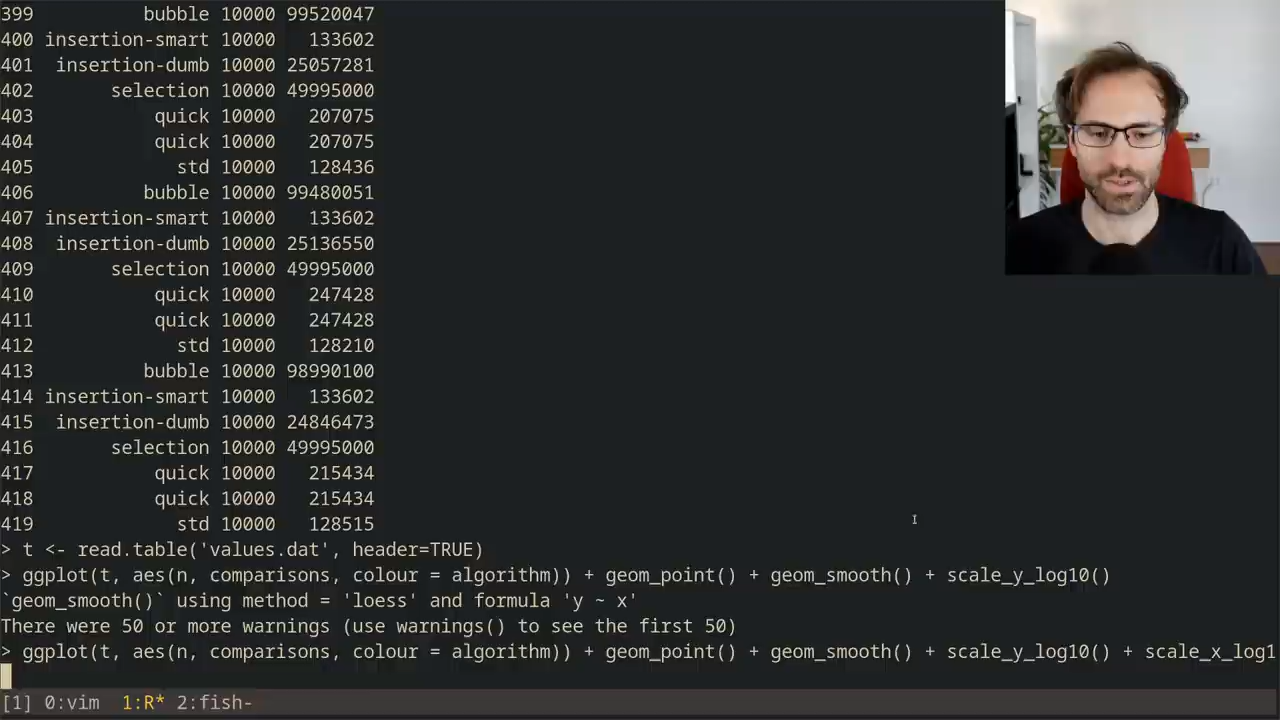 399          bubble 10000 99520047
400 insertion-smart 10000   133602
401  insertion-dumb 10000 25057281
402       selection 10000 49995000
403           quick 10000   207075
404           quick 10000   207075
405             std 10000   128436
406          bubble 10000 99480051
407 insertion-smart 10000   133602
408  insertion-dumb 10000 25136550
409       selection 10000 49995000
410           quick 10000   247428
411           quick 10000   247428
412             std 10000   128210
413          bubble 10000 98990100
414 insertion-smart 10000   133602
415  insertion-dumb 10000 24846473
416       selection 10000 49995000
417           quick 10000   215434
418           quick 10000   215434
419             std 10000   128515
> t <- read.table('values.dat', header=TRUE)
> ggplot(t, aes(n, comparisons, colour = algorithm)) + geom_point() + geom_smooth() + scale_y_log10()
`geom_smooth()` using method = 'loess' and formula 'y ~ x'
There were 50 or more warnings (use warnings() to see the first 50)
> ggplot(t, aes(n, comparisons, colour = algorithm)) + geom_point() + geom_smooth() + scale_y_log10() + scale_x_log1
[1] 0:vim  1:R* 2:fish-